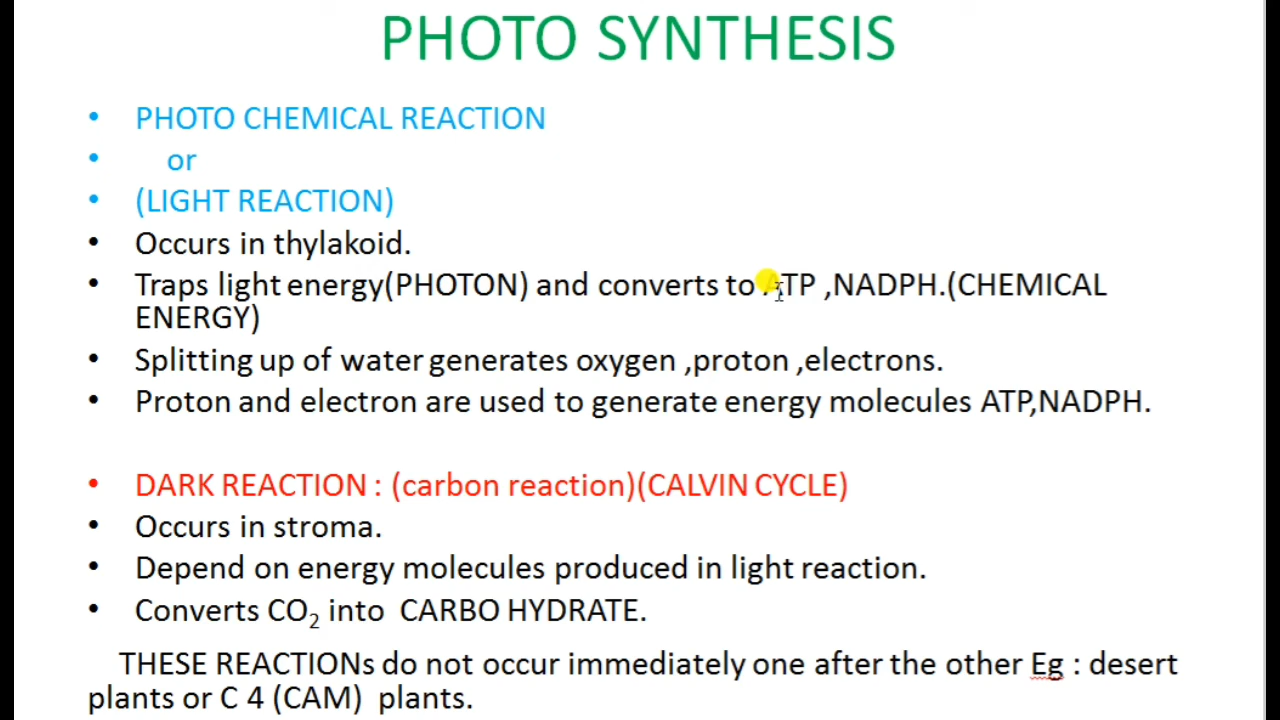 PHOTO SYNTHESIS
• PHOTO CHEMICAL REACTION
• or
• (LIGHT REACTION)
• Occurs in thylakoid.
• Traps light energy(PHOTON) and converts to ATP ,NADPH.(CHEMICAL
ENERGY)
• Splitting up of water generates oxygen ,proton ,electrons.
• Proton and electron are used to generate energy molecules ATP,NADPH.
• DARK REACTION : (carbon reaction)(CALVIN CYCLE)
• Occurs in stroma.
• Depend on energy molecules produced in light reaction.
• Converts CO₂ into CARBO HYDRATE.
THESE REACTIONs do not occur immediately one after the other Eg : desert
plants or C 4 (CAM) plants.